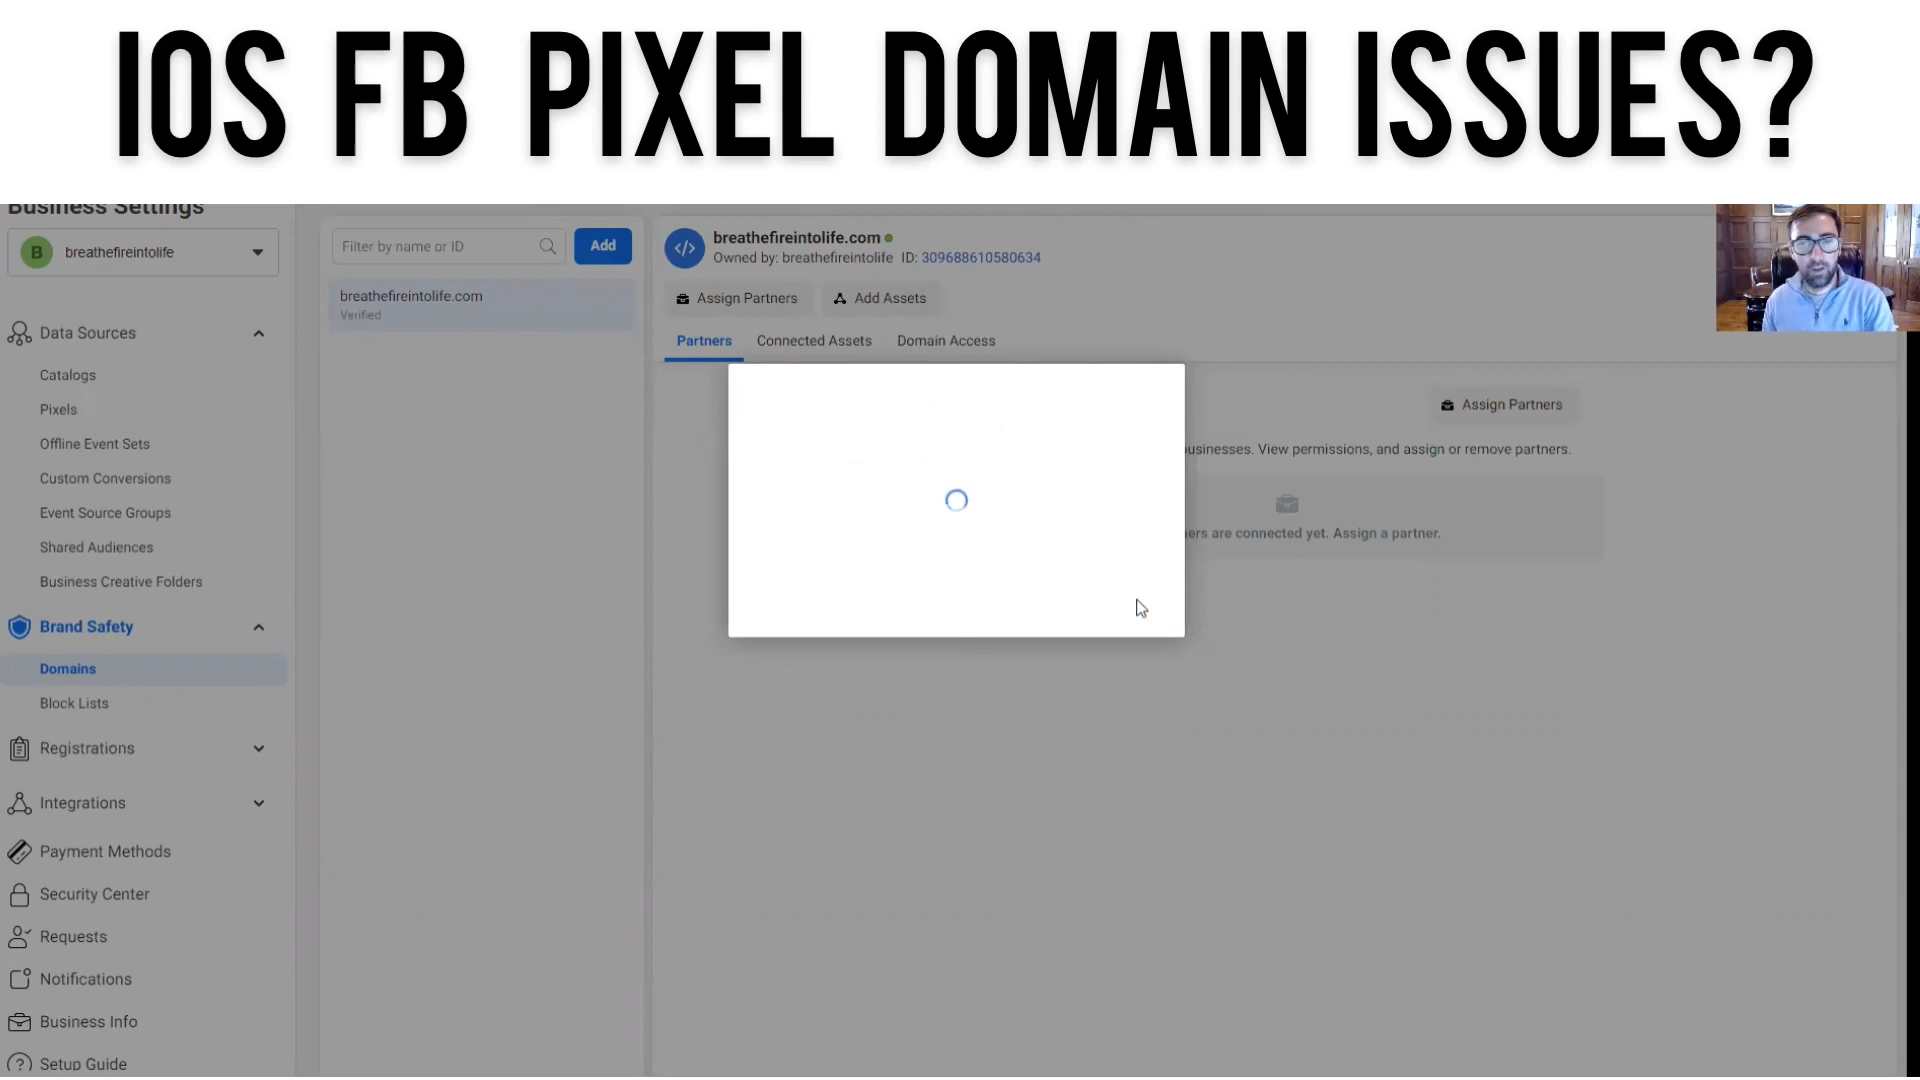 IOS FB PIXEL DOMAIN ISSUES?
Business Settings
B
breathefireintolife
Data Sources
Catalogs
Pixels
Offline Event Sets
Custom Conversions
Event Source Groups
Shared Audiences
Business Creative Folders
Brand Safety
Domains
Block Lists
Registrations
Integrations
Payment Methods
Security Center
Requests
Notifications
Business Info
Setup Guide
Filter by name or ID
Add
breathefireintolife.com
Verified
breathefireintolife.com
Owned by: breathefireintolife ID: 309688610580634
Assign Partners Add Assets
Partners Connected Assets Domain Access
Assign Partners
usinesses. View permissions, and assign or remove partners.
ers are connected yet. Assign a partner.